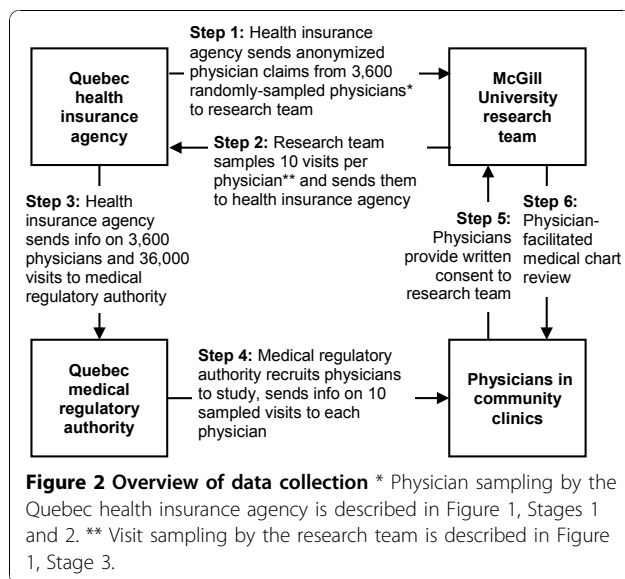 Step 1: Health insurance
agency sends anonymized
physician claims from 3,600
randomly-sampled physicians*
to research team
Quebec
health
insurance
agency
McGill
University
research
team
Step 2: Research team
samples 10 visits per
physician** and sends them
to health insurance agency
Step 3: Health
insurance agency
sends info on 3,600
physicians and 36,000
visits to medical
regulatory authority
Step 5:
Physicians
provide written
consent to
research team
Step 6:
Physician-
facilitated
medical chart
review
Quebec
medical
regulatory
authority
Step 4: Medical regulatory
authority recruits physicians
to study, sends info on 10
sampled visits to each
physician
Physicians in
community
clinics
Figure 2 Overview of data collection * Physician sampling by the
Quebec health insurance agency is described in Figure 1, Stages 1
and 2. ** Visit sampling by the research team is described in Figure
1, Stage 3.